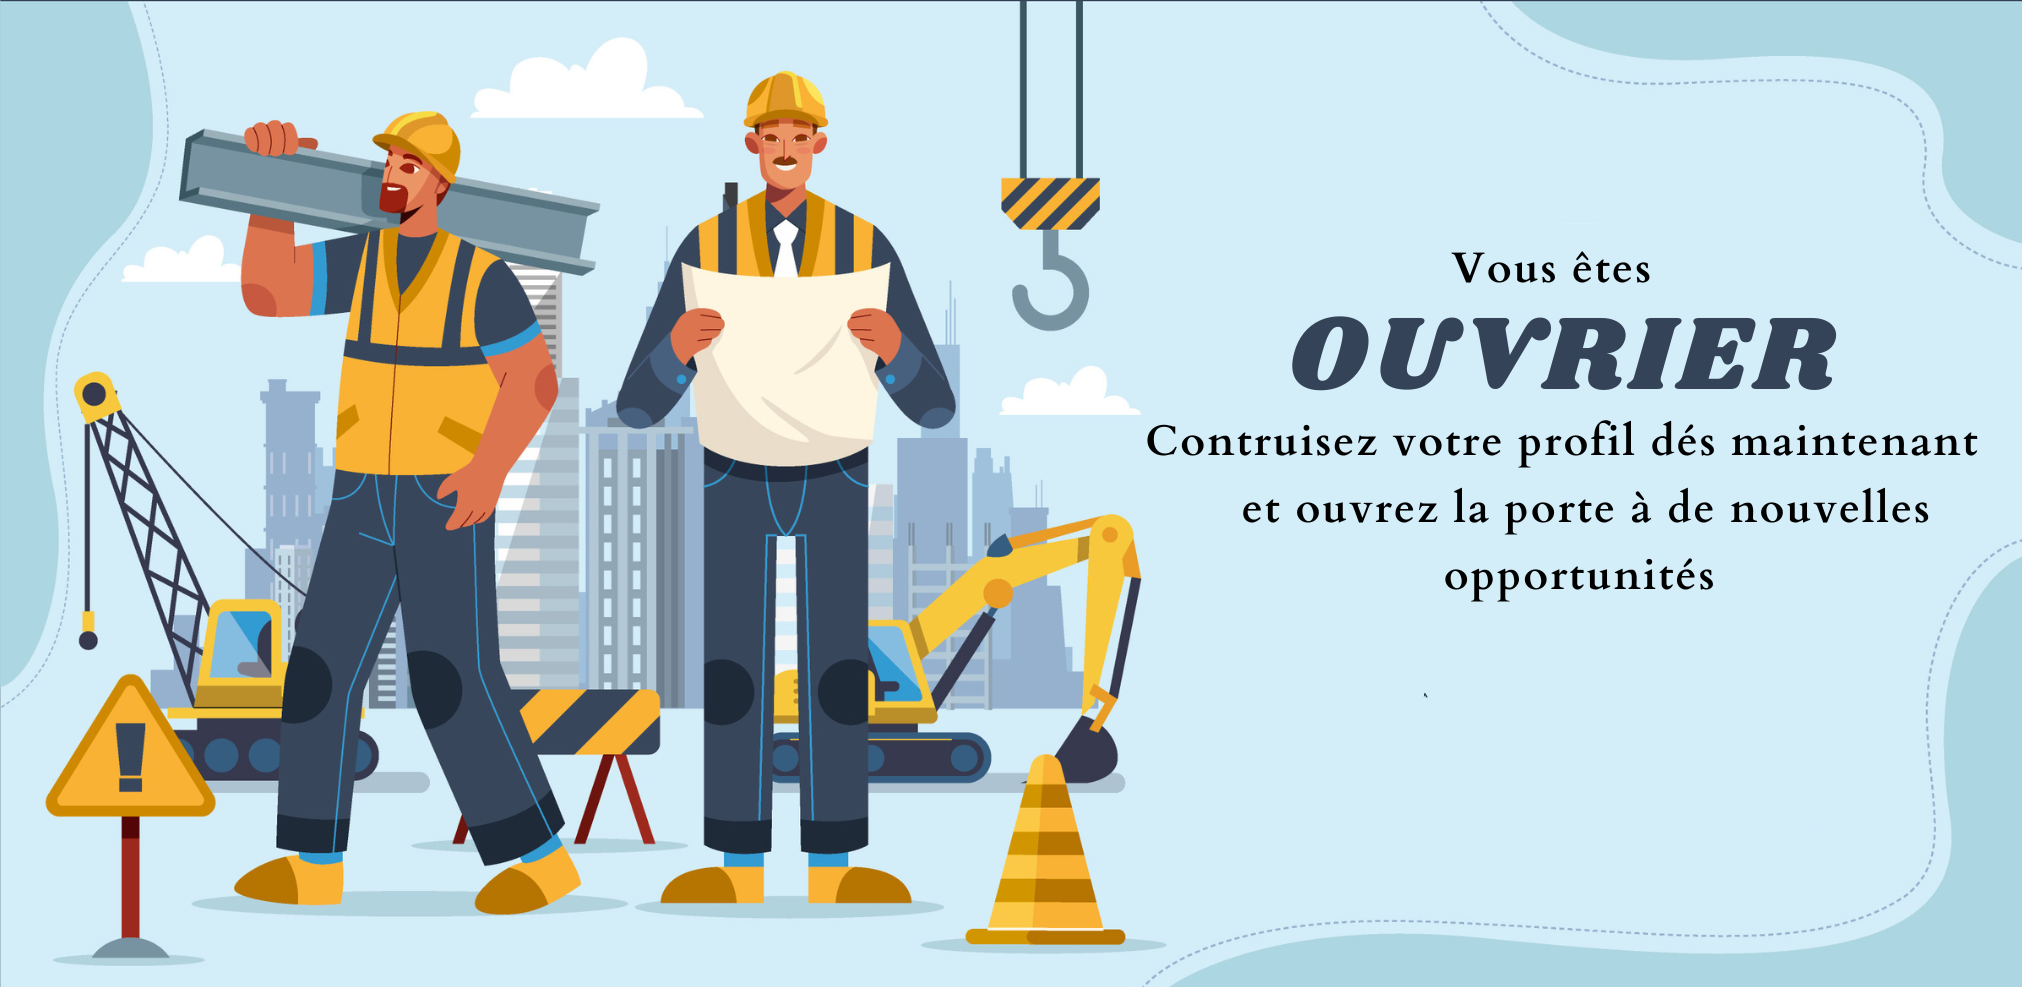 Vous êtes
OUVRIER
Contruisez votre profil dés maintenant
et ouvrez la porte à de nouvelles
opportunités